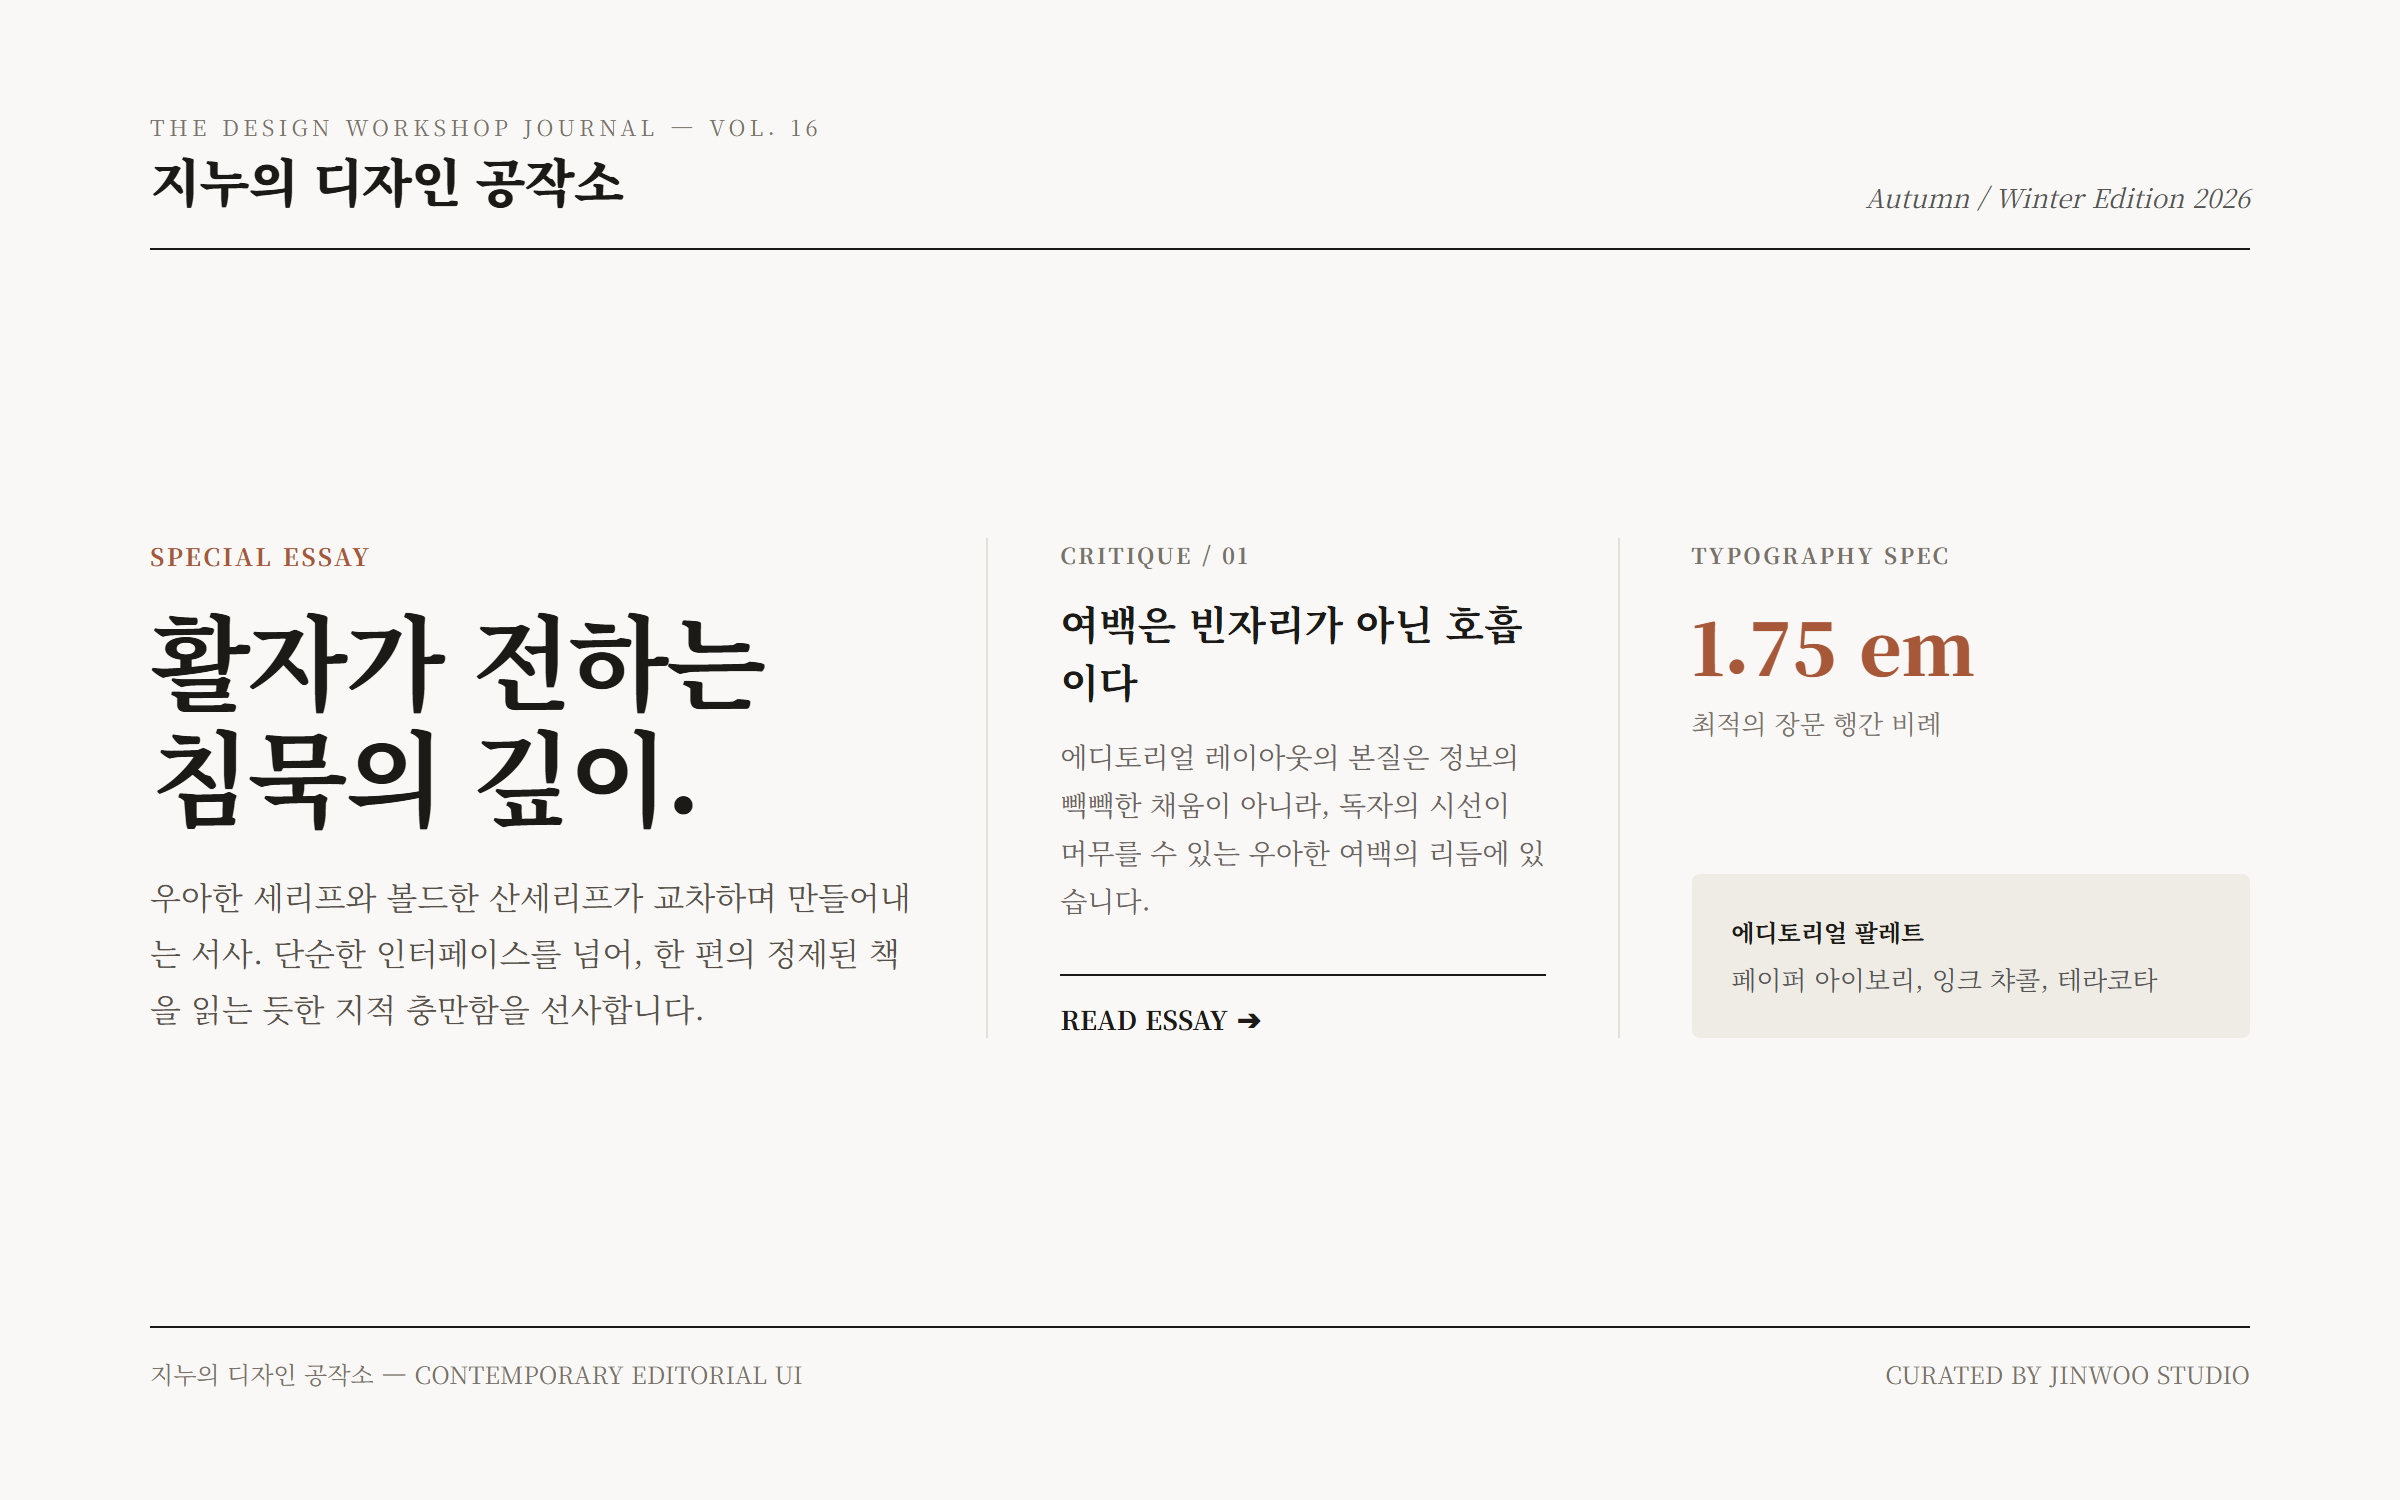 THE DESIGN WORKSHOP JOURNAL — VOL. 16
지누의 디자인 공작소
Autumn / Winter Edition 2026
SPECIAL ESSAY
활자가 전하는
침묵의 깊이.
우아한 세리프와 볼드한 산세리프가 교차하며 만들어내
는 서사. 단순한 인터페이스를 넘어, 한 편의 정제된 책
을 읽는 듯한 지적 충만함을 선사합니다.
CRITIQUE / 01
여백은 빈자리가 아닌 호흡
이다
에디토리얼 레이아웃의 본질은 정보의
빽빽한 채움이 아니라, 독자의 시선이
머무를 수 있는 우아한 여백의 리듬에 있
습니다.
READ ESSAY ➔
TYPOGRAPHY SPEC
1.75 em
최적의 장문 행간 비례
에디토리얼 팔레트
페이퍼 아이보리, 잉크 챠콜, 테라코타
지누의 디자인 공작소 — CONTEMPORARY EDITORIAL UI
CURATED BY JINWOO STUDIO